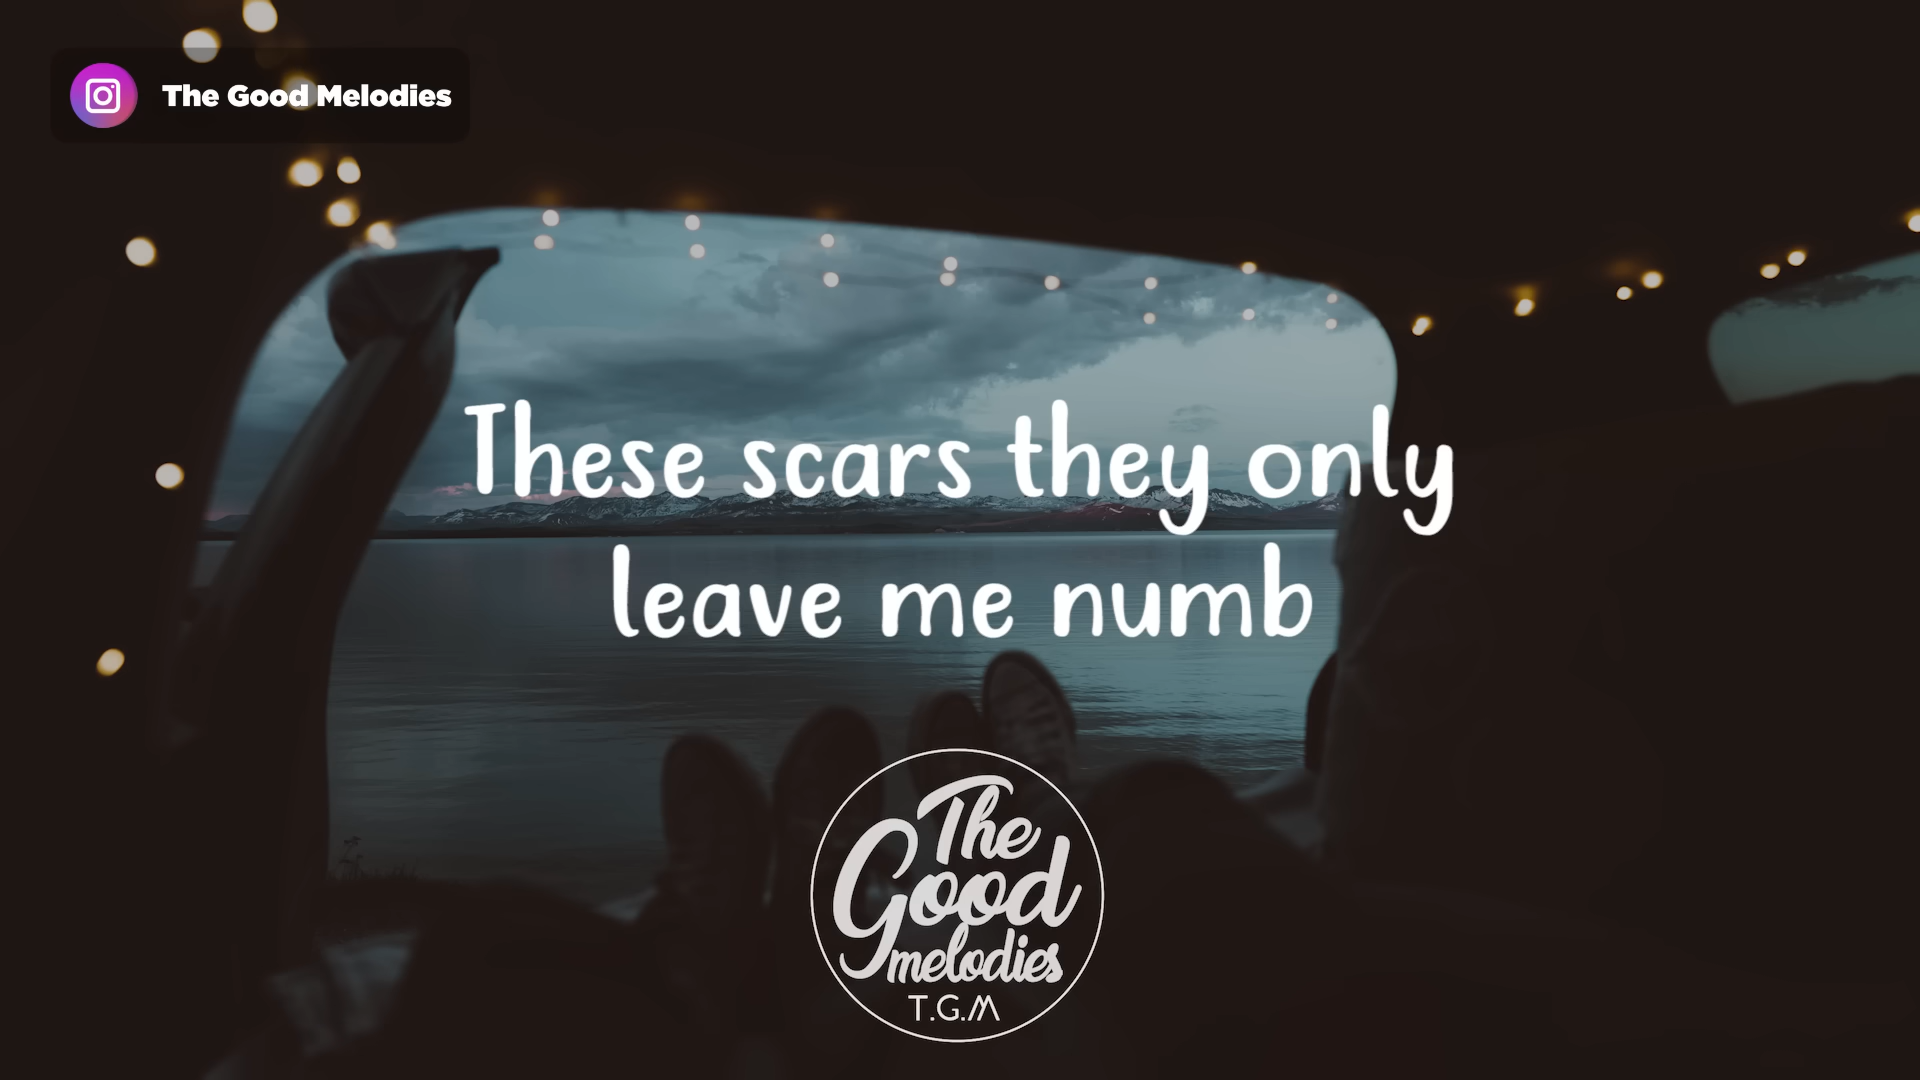 The Good Melodies
These scars they only
leave me numb
The
Good
melodies
T.G.M